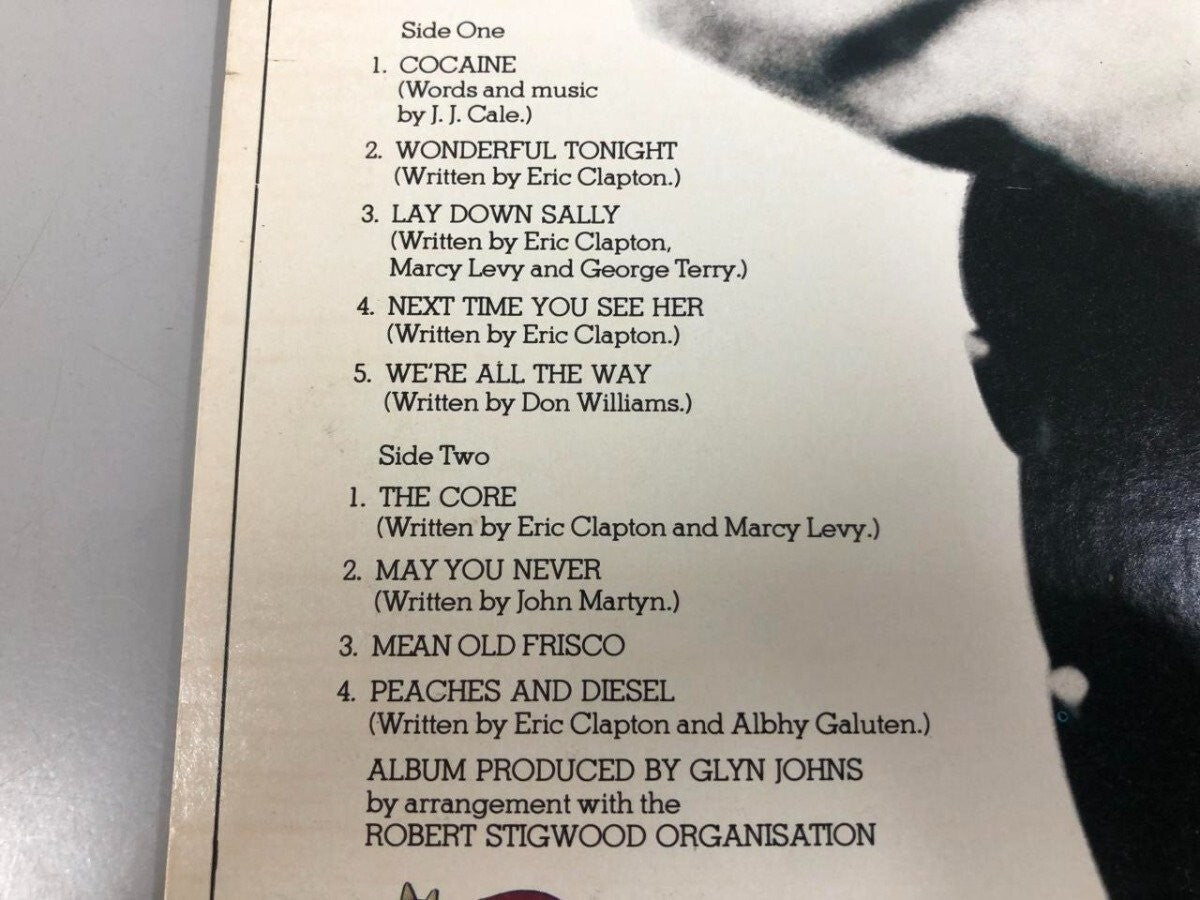 Side One
1. COCAINE
(Words and music
by J. J. Cale.)
2. WONDERFUL TONIGHT
(Written by Eric Clapton.)
3. LAY DOWN SALLY
(Written by Eric Clapton,
Marcy Levy and George Terry.)
4. NEXT TIME YOU SEE HER
(Written by Eric Clapton.)
5. WE'RE ALL THE WAY
(Written by Don Williams.)
Side Two
1. THE CORE
(Written by Eric Clapton and Marcy Levy.)
2. MAY YOU NEVER
(Written by John Martyn.)
3. MEAN OLD FRISCO
4. PEACHES AND DIESEL
(Written by Eric Clapton and Albhy Galuten.)
ALBUM PRODUCED BY GLYN JOHNS
by arrangement with the
ROBERT STIGWOOD ORGANISATION